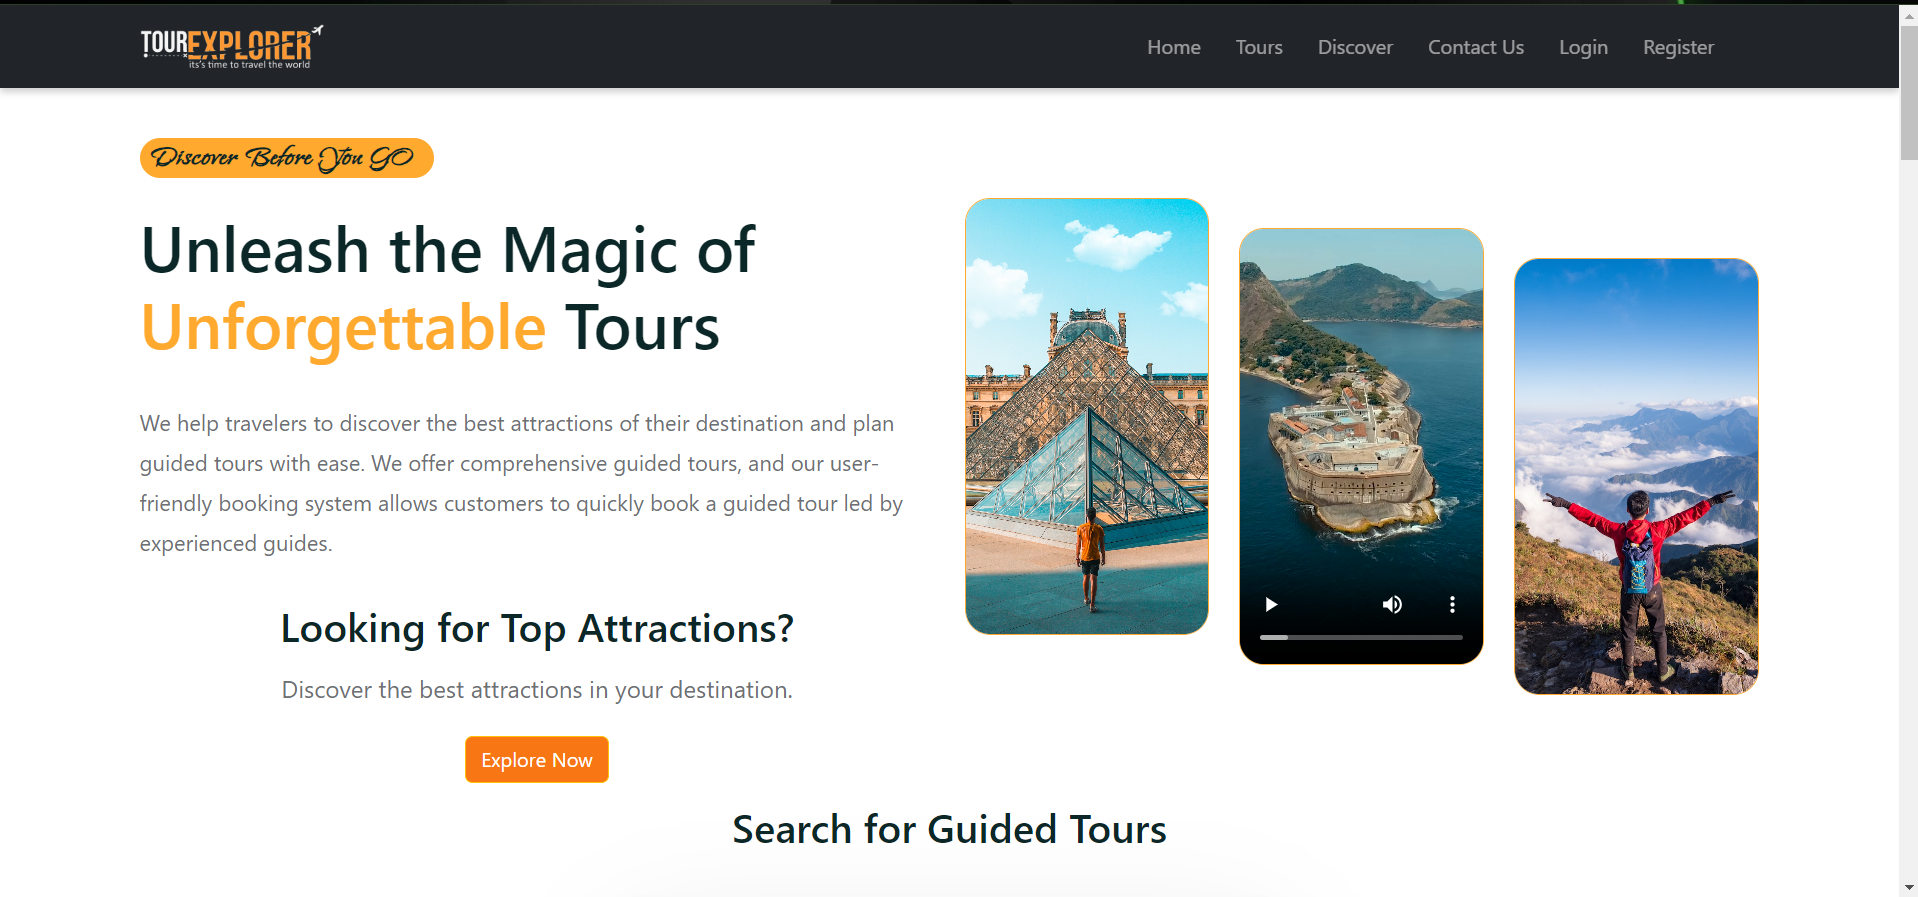 TOUREXPLORER
its's time to travel the world
Home
Tours
Discover
Contact Us
Login
Register
Discover Before You GO
Unleash the Magic of
Unforgettable Tours
We help travelers to discover the best attractions of their destination and plan
guided tours with ease. We offer comprehensive guided tours, and our user-
friendly booking system allows customers to quickly book a guided tour led by
experienced guides.
Looking for Top Attractions?
Discover the best attractions in your destination.
Explore Now
Search for Guided Tours